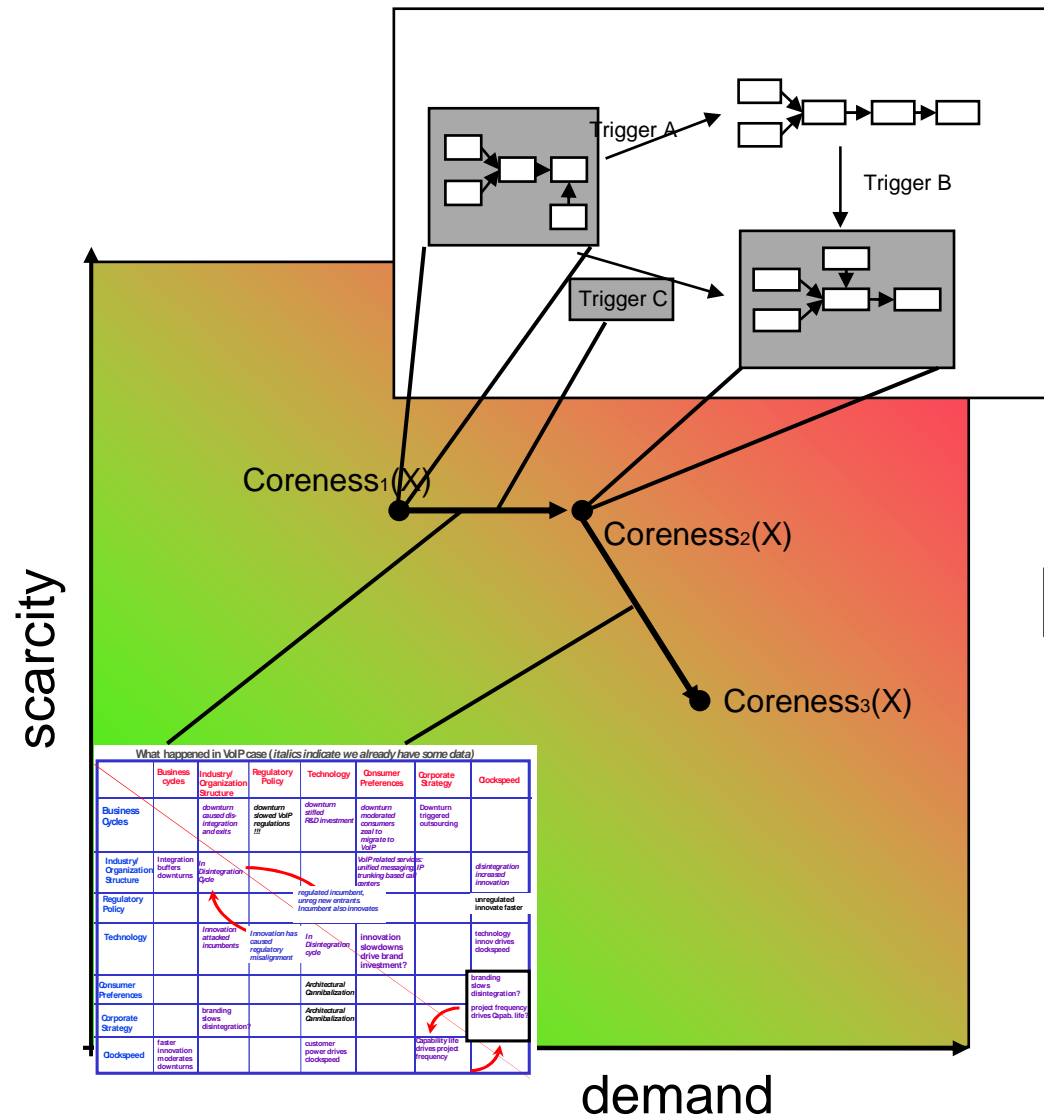 Trigger A
Trigger B
Trigger C
Coreness1(X)
Coreness2(X)
Coreness3(X)
scarcity
demand
What happened in VoIP case (italics indicate we already have some data)
Business
cycles
Industry/
Organization
Structure
Regulatory
Policy
Technology
Consumer
Preferences
Corporate
Strategy
Clockspeed
Business
Cycles
downturn
caused dis-
integration
and exits
downturn
slowed VoIP
regulations
!!!
downturn
stifled
R&D investment
downturn
moderated
consumers
zeal to
migrate to
VoIP
Downturn
triggered
outsourcing
Industry/
Organization
Structure
Integration
buffers
downturns
In
Disintegration
Cycle
VoIP related services:
unified messaging, IP
trunking based call
centers
disintegration
increased
innovation
Regulatory
Policy
regulated incumbent,
unreg new entrants.
Incumbent also innovates
unregulated
innovate faster
Technology
Innovation
attacked
incumbents
Innovation has
caused
regulatory
misalignment
In
Disintegration
cycle
innovation
slowdowns
drive brand
investment?
technology
innov drives
clockspeed
Consumer
Preferences
Architectural
Cannibalization
branding
slows
disintegration?
project frequency
drives Capab. life?
Corporate
Strategy
branding
slows
disintegration?
Architectural
Cannibalization
Clockspeed
faster
innovation
moderates
downturns
customer
power drives
clockspeed
Capability life
drives project
frequency